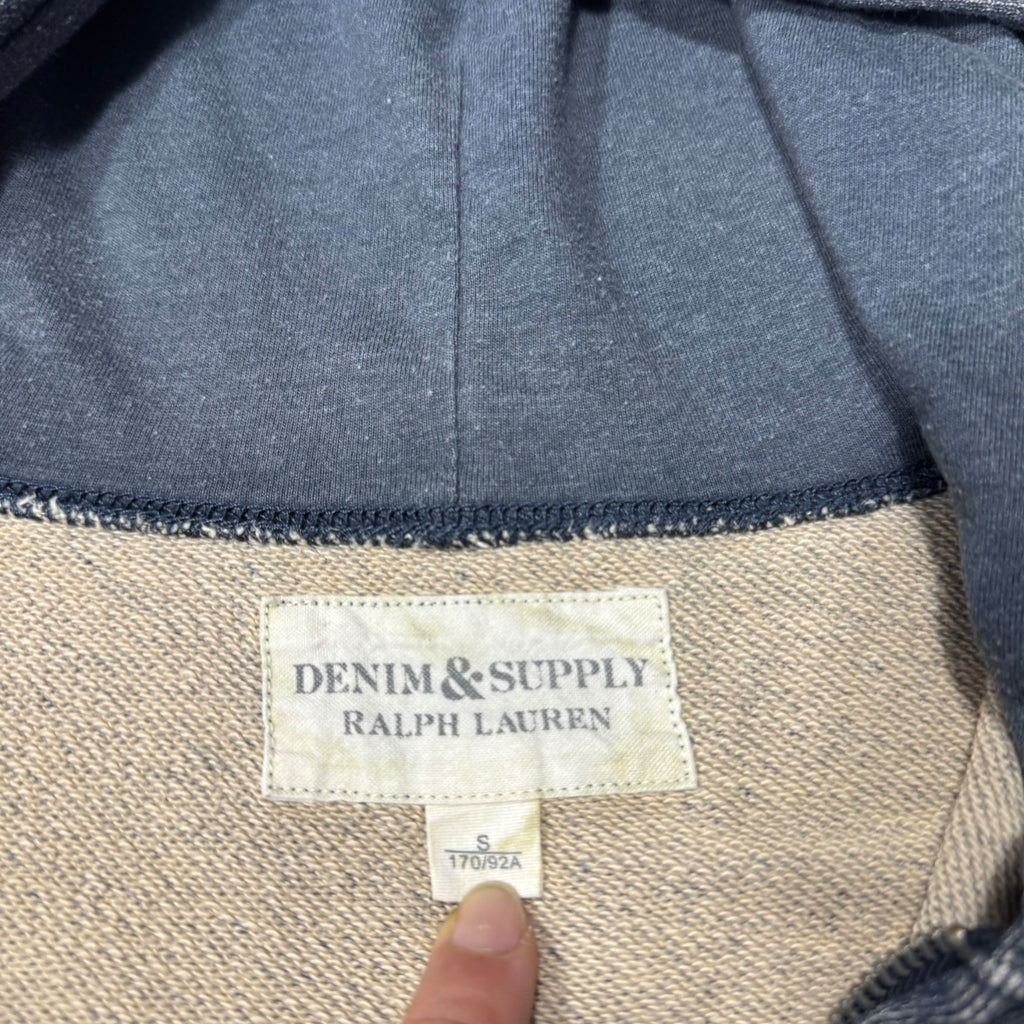 DENIM & SUPPLY
RALPH LAUREN
S
170/92A